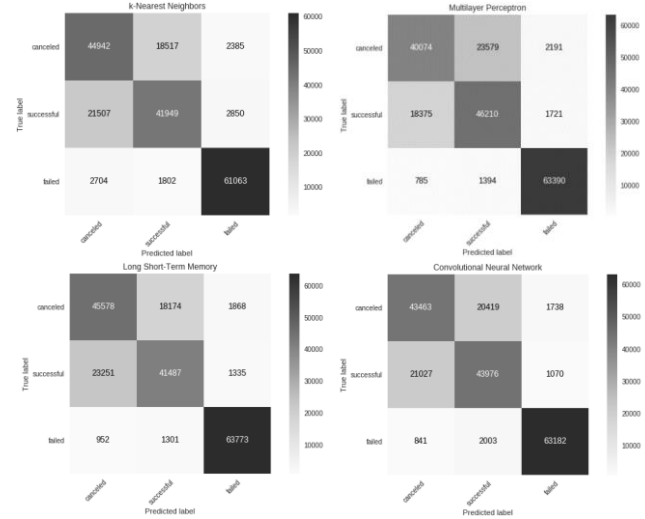 k-Nearest Neighbors
True label
canceled
44942 18517 2385
successful
21507 41949 2850
failed
2704 1802 61063
canceled successful failed
Predicted label
60000
50000
40000
30000
20000
10000
Multilayer Perceptron
True label
canceled
40074 23579 2191
successful
18375 46210 1721
failed
785 1394 63390
canceled successful failed
Predicted label
60000
50000
40000
30000
20000
10000
Long Short-Term Memory
True label
canceled
45578 18174 1868
successful
23251 41487 1335
failed
952 1301 63773
canceled successful failed
Predicted label
60000
50000
40000
30000
20000
10000
Convolutional Neural Network
True label
canceled
43463 20419 1738
successful
21027 43976 1070
failed
841 2003 63182
canceled successful failed
Predicted label
60000
50000
40000
30000
20000
10000